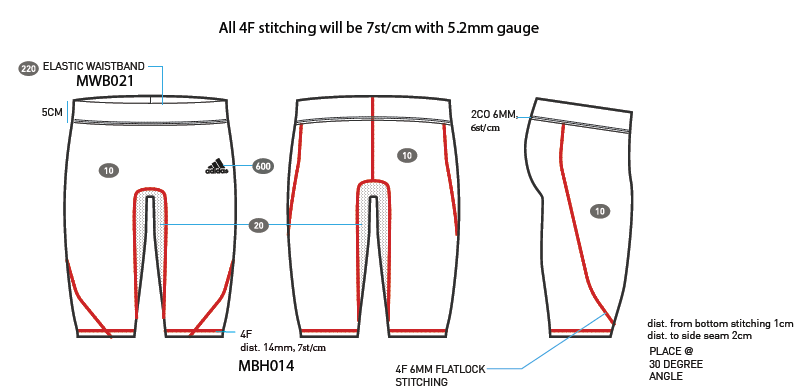 All 4F stitching will be 7st/cm with 5.2mm gauge
220 ELASTIC WAISTBAND
MWB021
5CM
2CO 6MM,
6st/cm
10
10
adidas
600
20
10
4F
dist. 14mm, 7st/cm
MBH014
4F 6MM FLATLOCK
STITCHING
dist. from bottom stitching 1cm
dist. to side seam 2cm
PLACE @
30 DEGREE
ANGLE